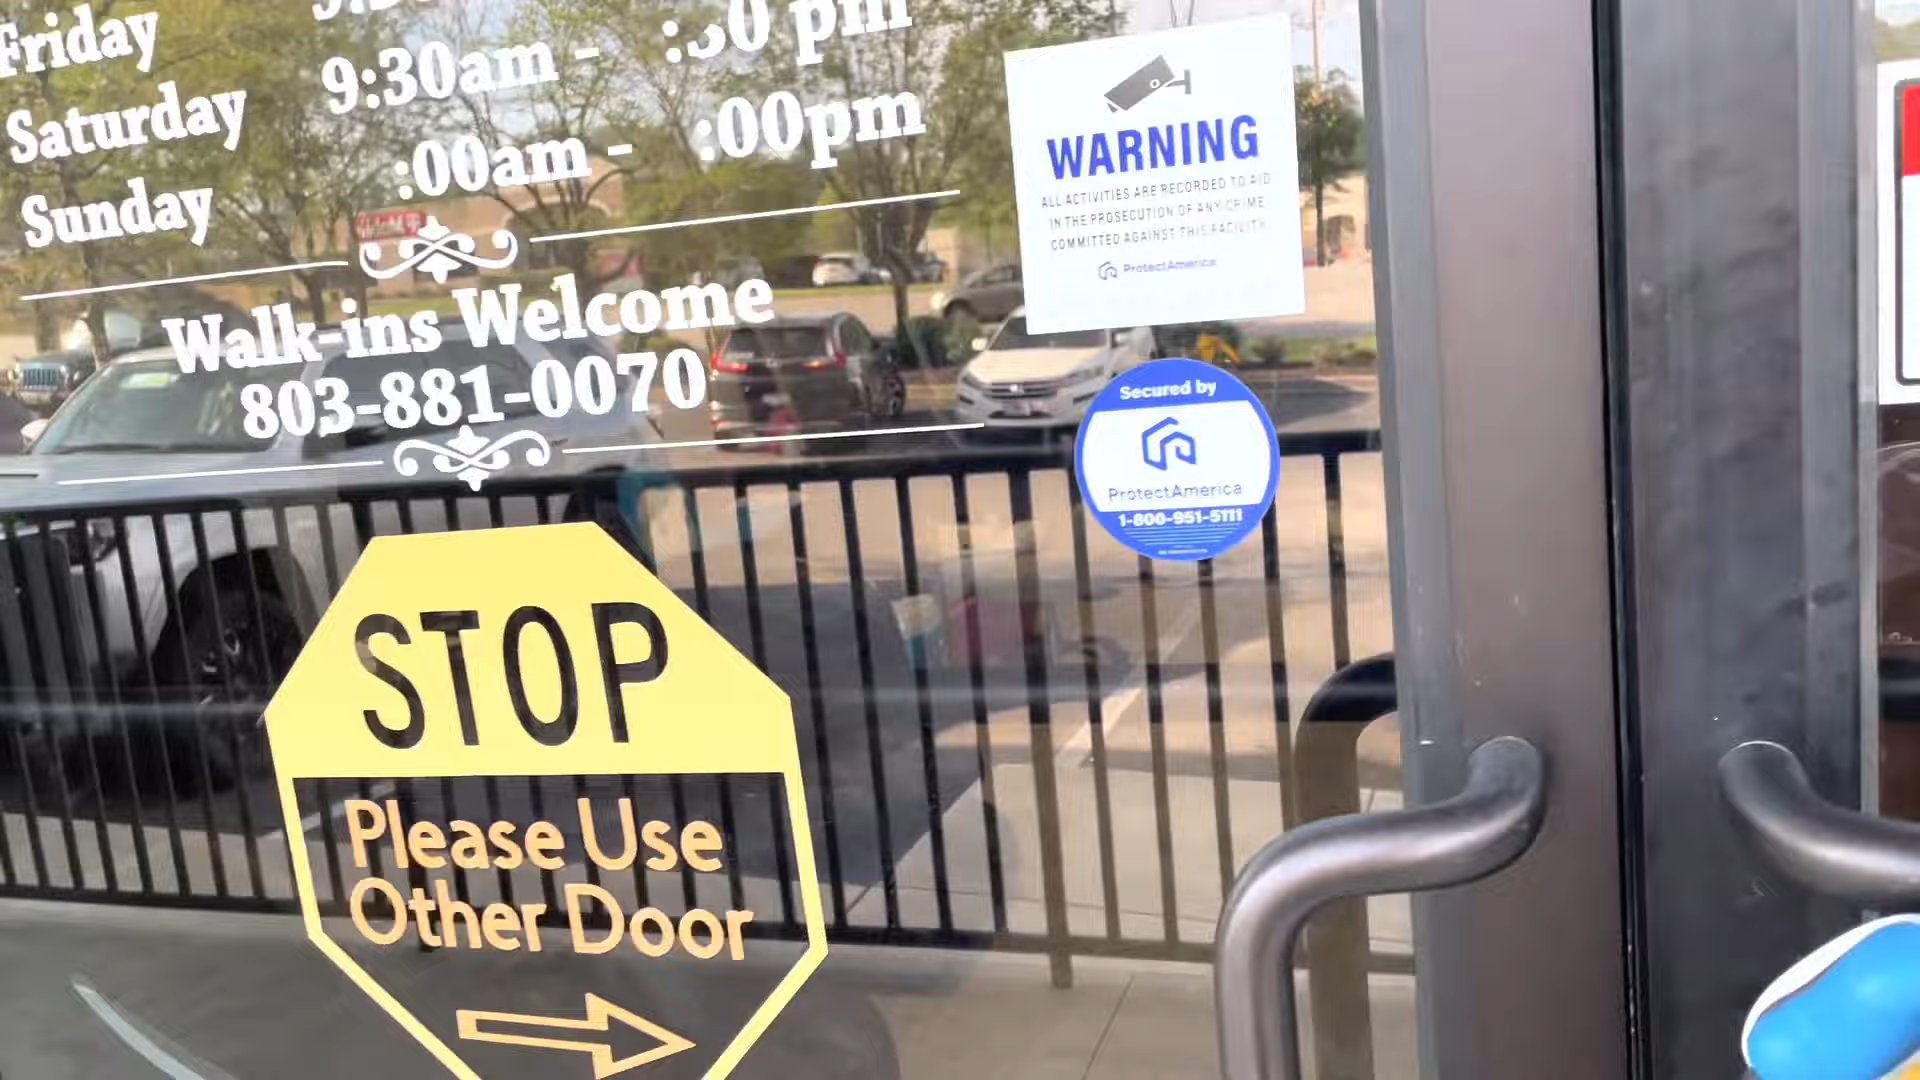 Friday
Saturday 9:30am - :30 pm
Sunday :00am - :00pm
Walk-ins Welcome
803-881-0070
WARNING
ALL ACTIVITIES ARE RECORDED TO AID
IN THE PROSECUTION OF ANY CRIME
COMMITTED AGAINST THIS FACILITY
ProtectAmerica
Secured by
ProtectAmerica
1-800-951-5111
STOP
Please Use
Other Door